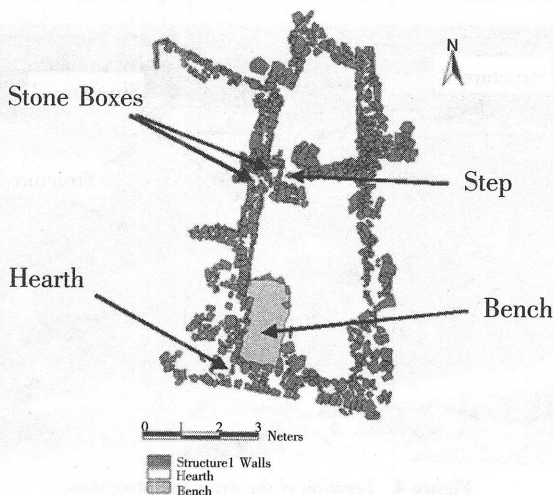 N
Stone Boxes
Step
Hearth
Bench
0 1 2 3 Neters
Structure1 Walls
Hearth
Bench